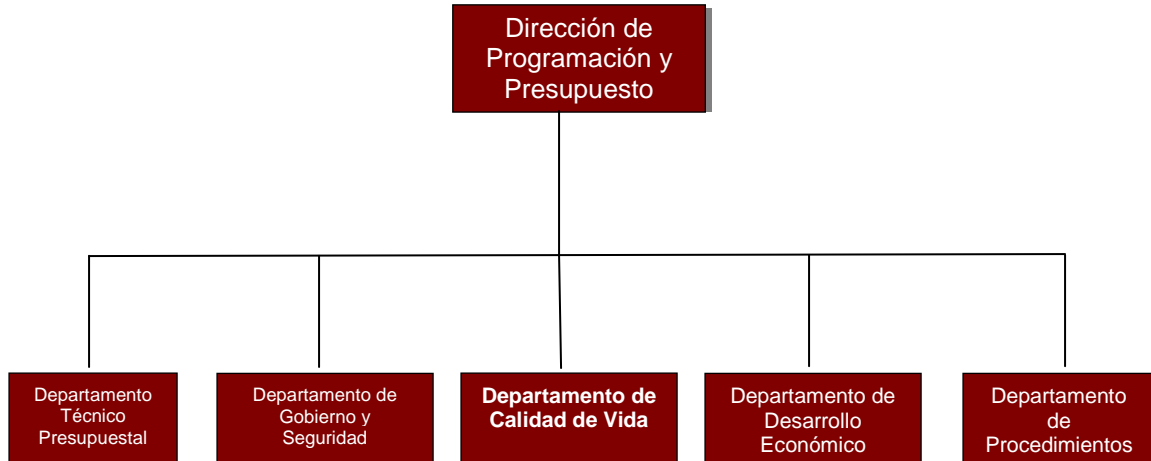 Dirección de
Programación y
Presupuesto
Departamento
Técnico
Presupuestal
Departamento de
Gobierno y
Seguridad
Departamento de
Calidad de Vida
Departamento de
Desarrollo
Económico
Departamento
de
Procedimientos